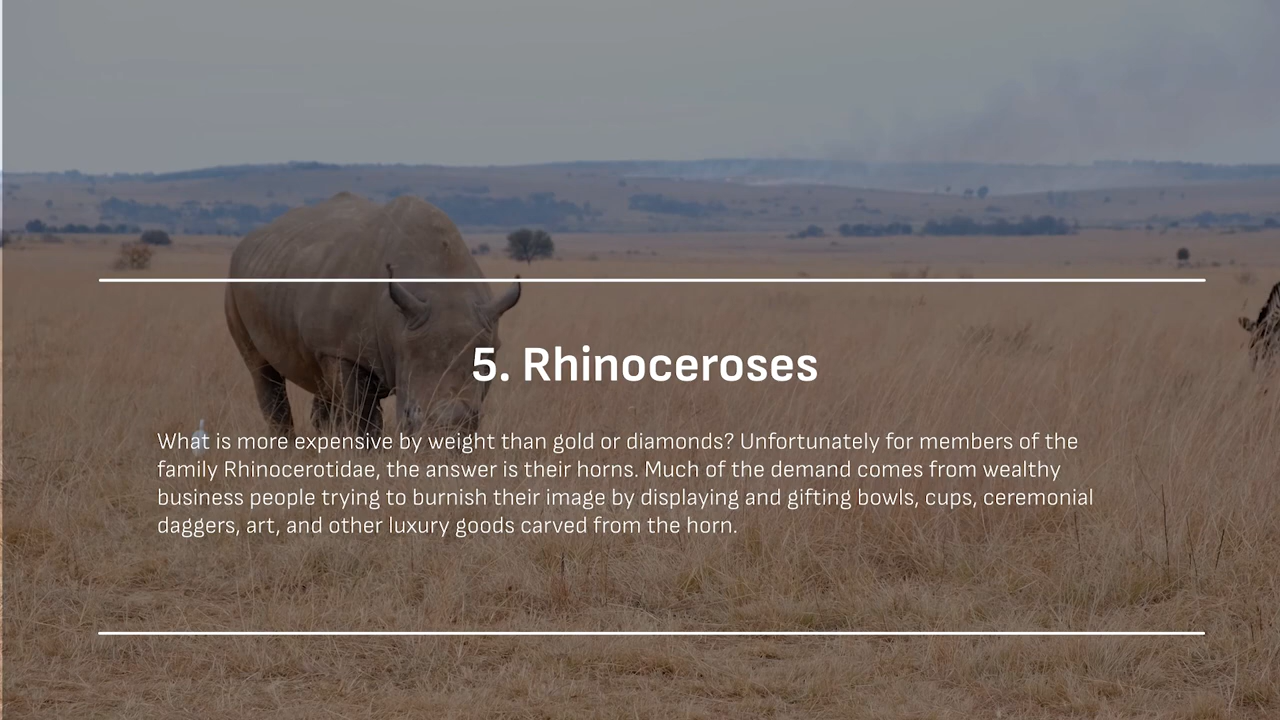 5. Rhinoceroses
What is more expensive by weight than gold or diamonds? Unfortunately for members of the
family Rhinocerotidae, the answer is their horns. Much of the demand comes from wealthy
business people trying to burnish their image by displaying and gifting bowls, cups, ceremonial
daggers, art, and other luxury goods carved from the horn.